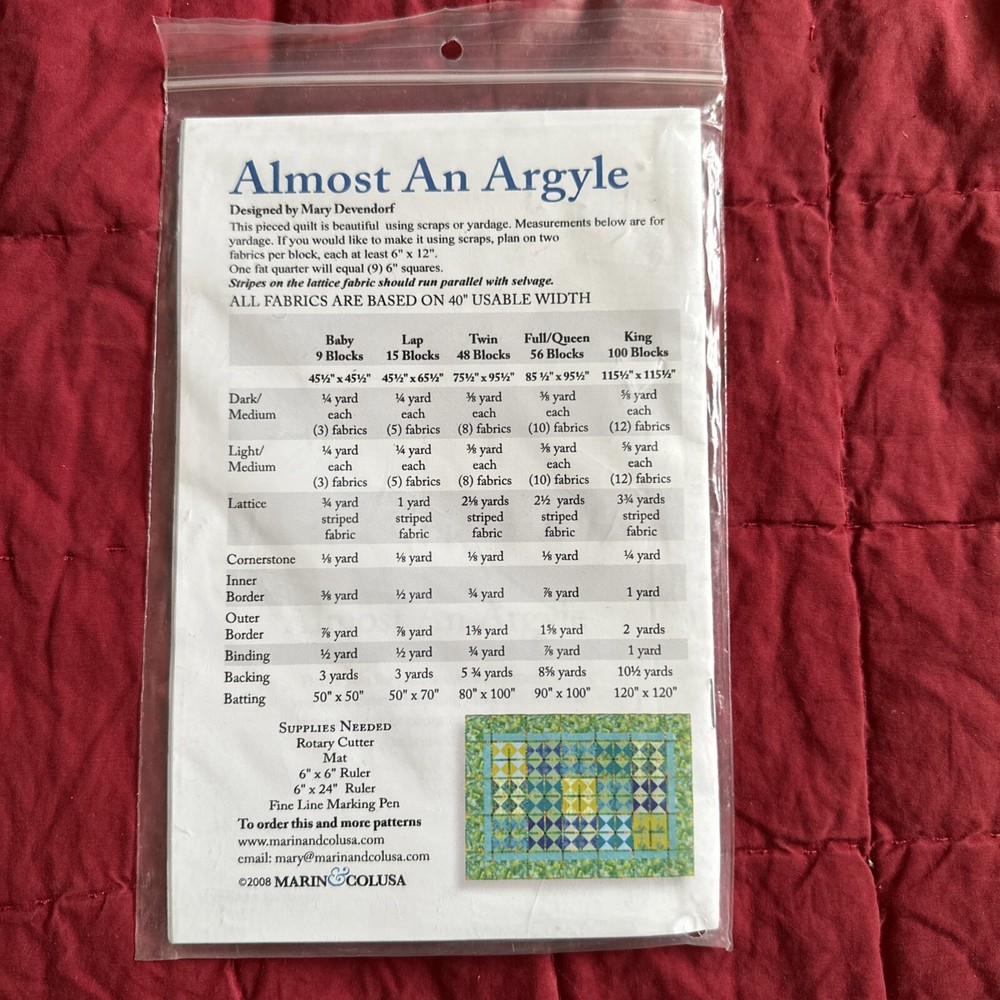 Almost An Argyle
Designed by Mary Devendorf
This pieced quilt is beautiful using scraps or yardage. Measurements below are for
yardage. If you would like to make it using scraps, plan on two
fabrics per block, each at least 6" x 12".
One fat quarter will equal (9) 6" squares.
Stripes on the lattice fabric should run parallel with selvage.
ALL FABRICS ARE BASED ON 40" USABLE WIDTH
Baby Lap Twin Full/Queen King
9 Blocks 15 Blocks 48 Blocks 56 Blocks 100 Blocks
45½" x 45½" 45½" x 65½" 75½" x 95½" 85 ½" x 95½" 115½" x 115½"
Dark/ ¼ yard ¼ yard ⅜ yard ⅜ yard ⅝ yard
Medium each each each each each
(3) fabrics (5) fabrics (8) fabrics (10) fabrics (12) fabrics
Light/ ¼ yard ¼ yard ⅜ yard ⅜ yard ⅝ yard
Medium each each each each each
(3) fabrics (5) fabrics (8) fabrics (10) fabrics (12) fabrics
Lattice ¾ yard 1 yard 2⅛ yards 2½ yards 3¾ yards
striped striped striped striped striped
fabric fabric fabric fabric fabric
Cornerstone ⅛ yard ⅛ yard ⅛ yard ⅛ yard ¼ yard
Inner
Border ⅜ yard ½ yard ¾ yard ⅞ yard 1 yard
Outer
Border ⅞ yard ⅞ yard 1⅜ yard 1⅝ yard 2 yards
Binding ½ yard ½ yard ¾ yard ⅞ yard 1 yard
Backing 3 yards 3 yards 5 ¾ yards 8⅝ yards 10½ yards
Batting 50" x 50" 50" x 70" 80" x 100" 90" x 100" 120" x 120"
SUPPLIES NEEDED
Rotary Cutter
Mat
6" x 6" Ruler
6" x 24" Ruler
Fine Line Marking Pen
To order this and more patterns
www.marinandcolusa.com
email: mary@marinandcolusa.com
©2008 MARIN & COLUSA